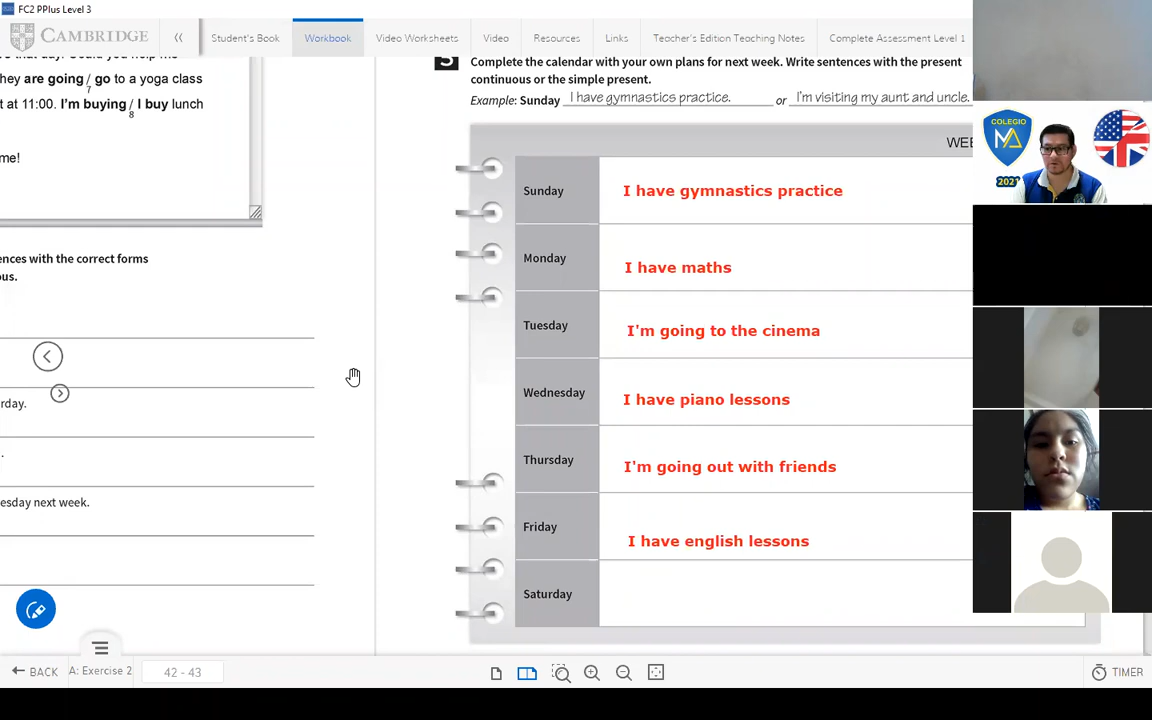 FC2 PPlus Level 3
CAMBRIDGE
Student's Book
Workbook
Video Worksheets
Video
Resources
Links
Teacher's Edition Teaching Notes
Complete Assessment Level 1
hey are going / go to a yoga class
7
t at 11:00. I'm buying / I buy lunch
8
me!
ences with the correct forms
ous.
rday.
esday next week.
5 Complete the calendar with your own plans for next week. Write sentences with the present
continuous or the simple present.
Example: Sunday I have gymnastics practice. or I'm visiting my aunt and uncle.
WEE
Sunday I have gymnastics practice
Monday I have maths
Tuesday I'm going to the cinema
Wednesday I have piano lessons
Thursday I'm going out with friends
Friday I have english lessons
Saturday
COLEGIO
MA
2021
BACK
A: Exercise 2
42 - 43
TIMER